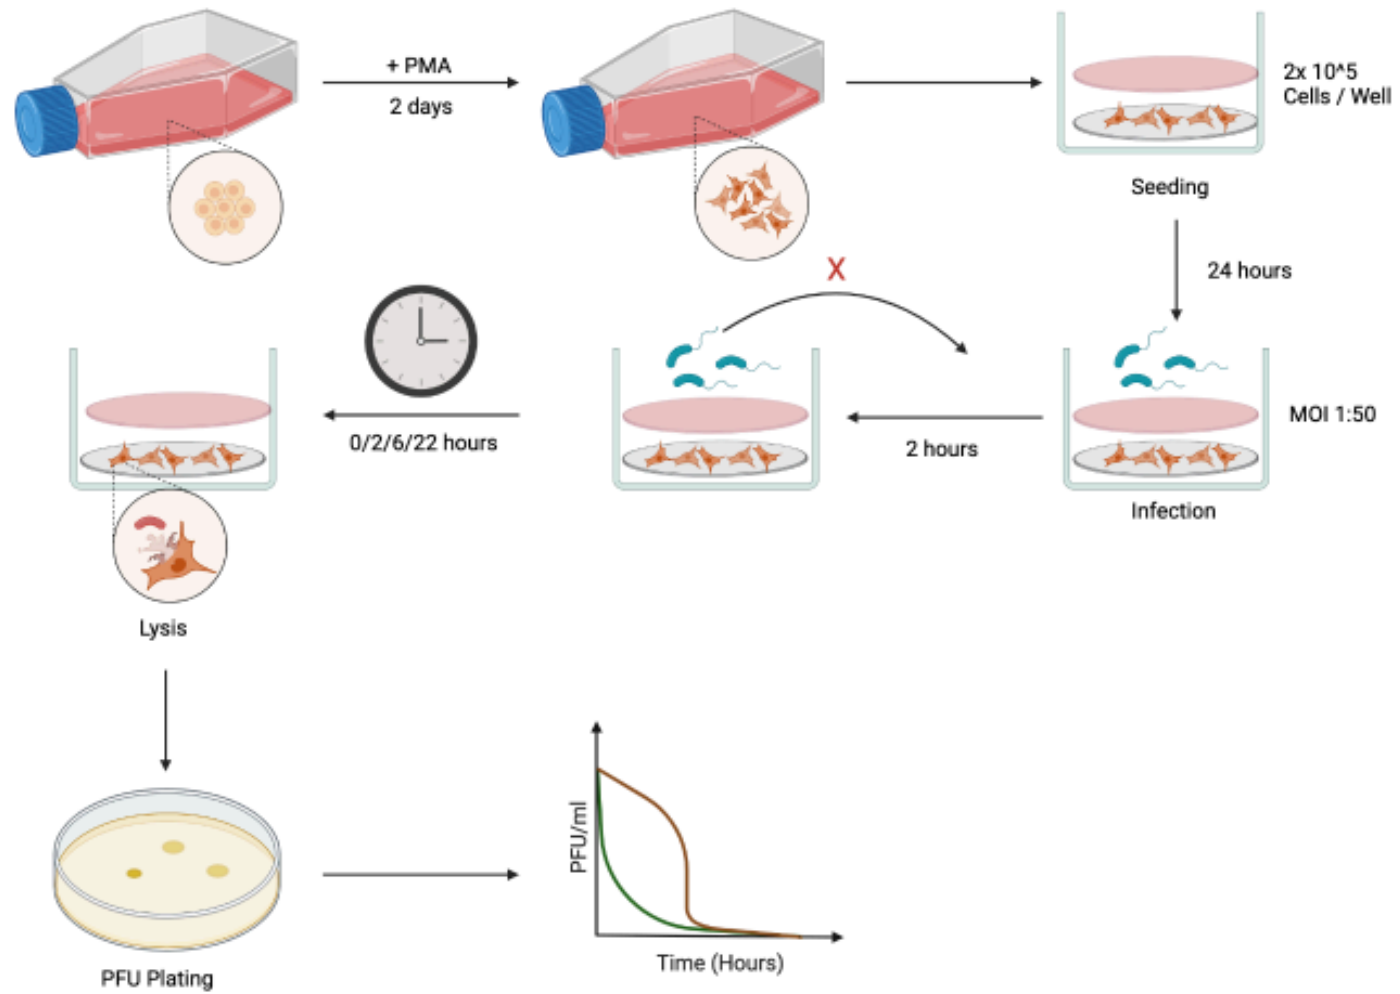 + PMA
2 days
2x 10^5
Cells / Well
Seeding
24 hours
X
MOI 1:50
2 hours
0/2/6/22 hours
Infection
Lysis
PFU/ml
Time (Hours)
PFU Plating